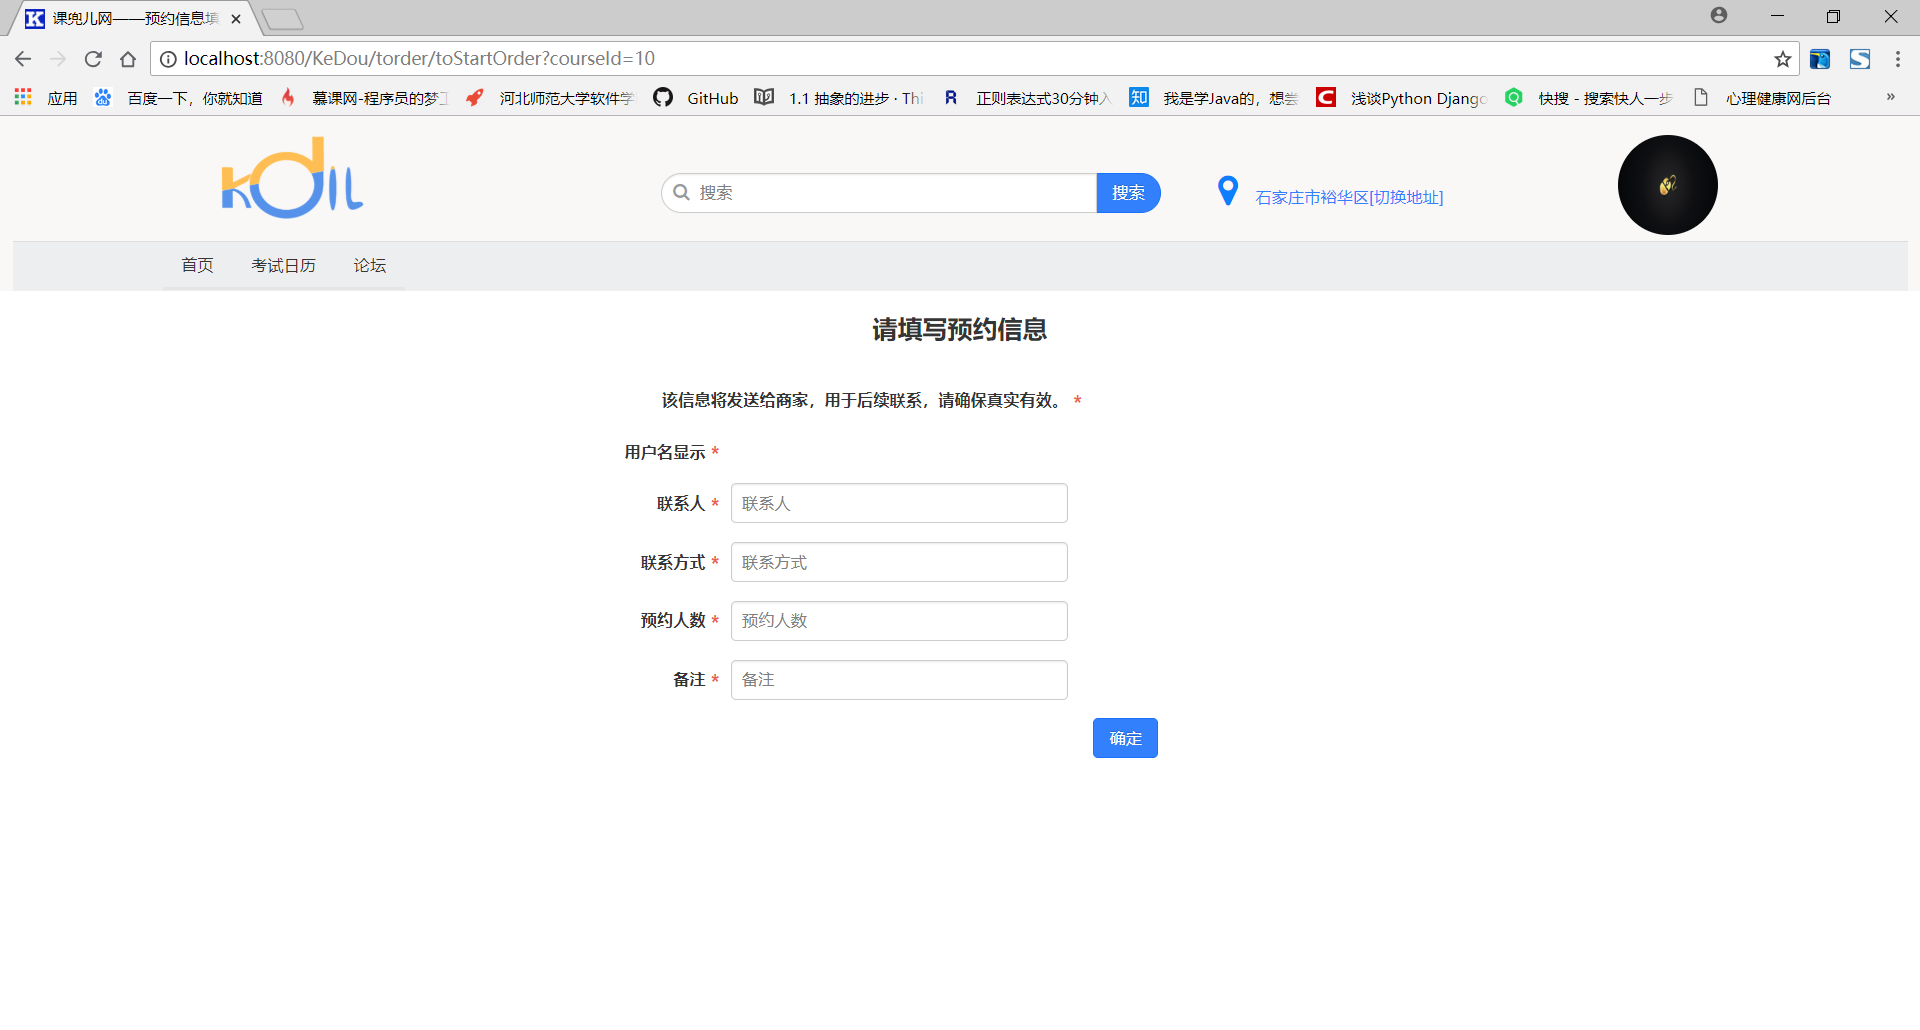 课兜儿网——预约信息填
localhost:8080/KeDou/torder/toStartOrder?courseId=10
应用 百度一下，你就知道 慕课网-程序员的梦工 河北师范大学软件学 GitHub 1.1 抽象的进步 · Thi 正则表达式30分钟入 我是学Java的，想尝 浅谈Python Django 快搜 - 搜索快人一步 心理健康网后台 »
搜索 搜索 石家庄市裕华区[切换地址]
首页 考试日历 论坛
请填写预约信息
该信息将发送给商家，用于后续联系，请确保真实有效。 *
用户名显示 *
联系人 * 联系人
联系方式 * 联系方式
预约人数 * 预约人数
备注 * 备注
确定